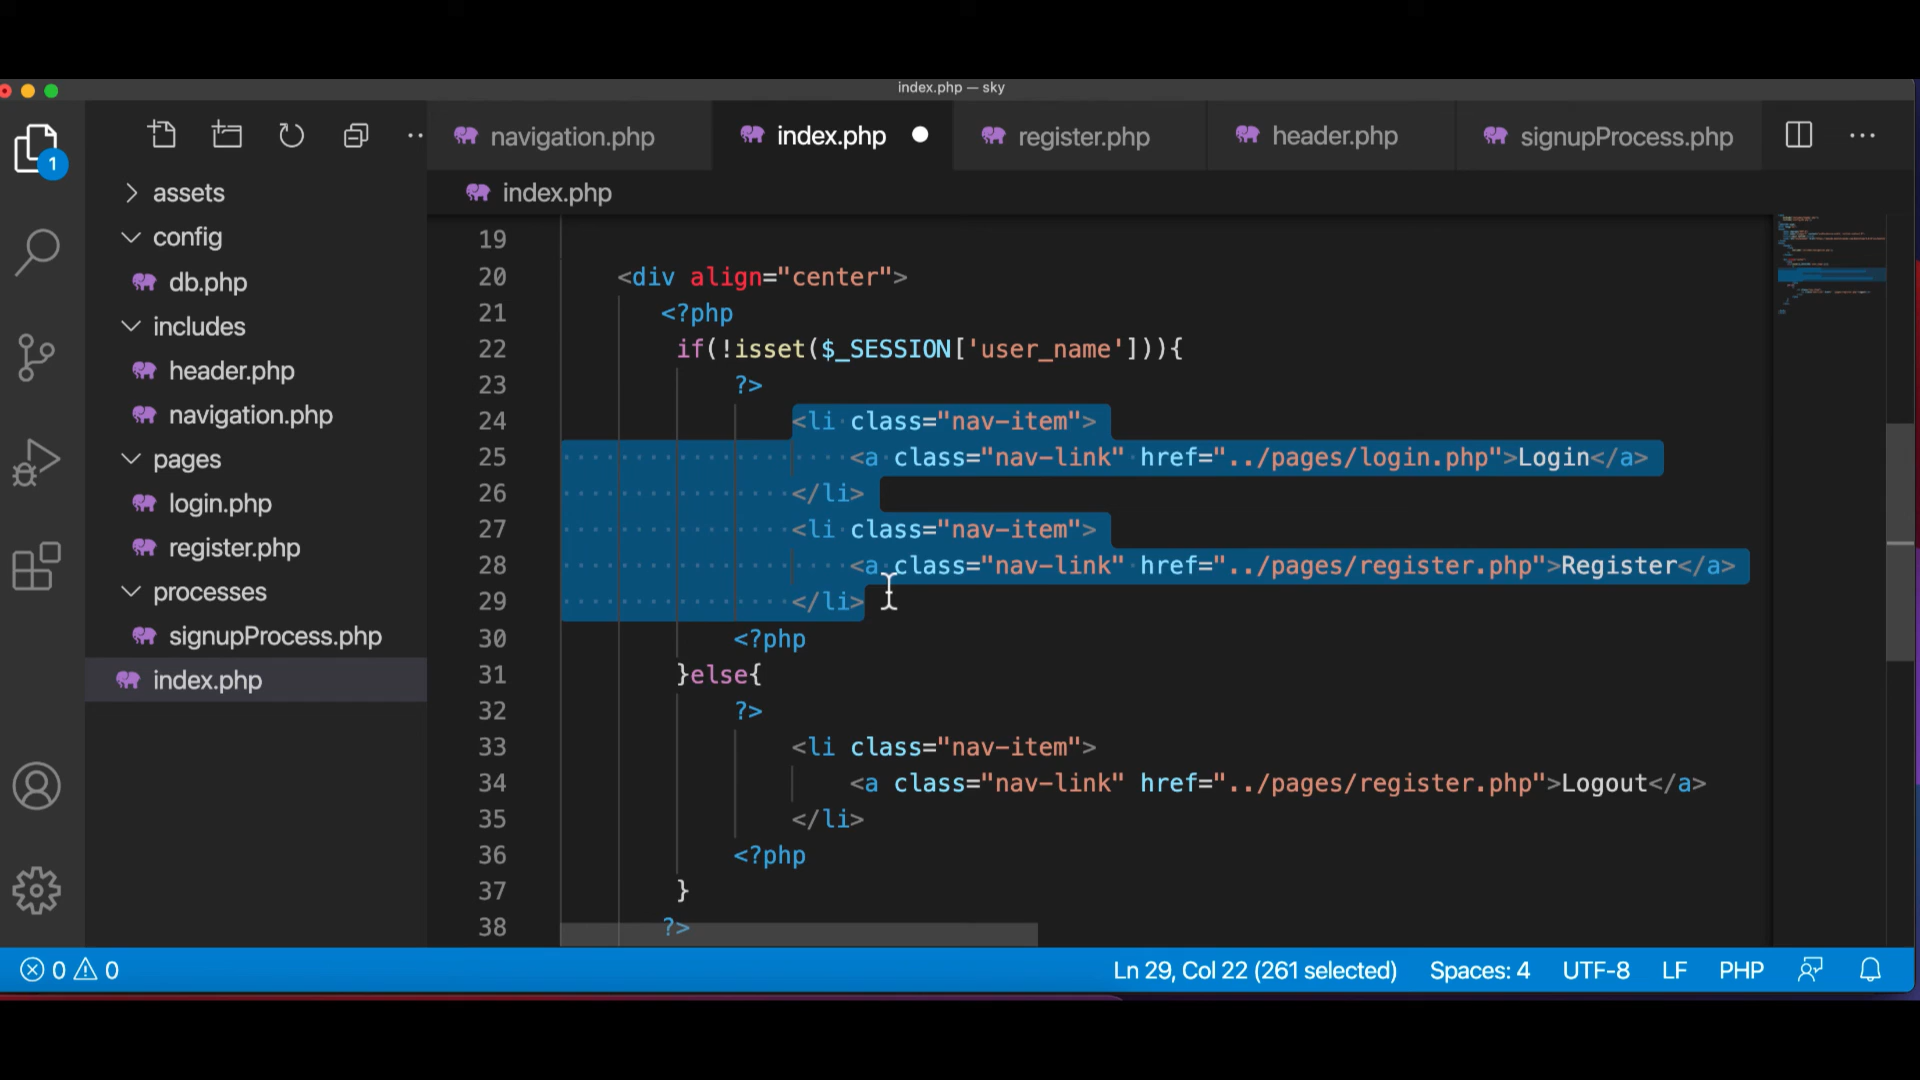 index.php — sky
navigation.php
index.php
register.php
header.php
signupProcess.php
1
index.php
assets
config
db.php
includes
header.php
navigation.php
pages
login.php
register.php
processes
signupProcess.php
index.php
19
20 <div align="center">
21 <?php
22 if(!isset($_SESSION['user_name'])){
23 ?>
24 <li class="nav-item">
25 <a class="nav-link" href="../pages/login.php">Login</a>
26 </li>
27 <li class="nav-item">
28 <a class="nav-link" href="../pages/register.php">Register</a>
29 </li>
30 <?php
31 }else{
32 ?>
33 <li class="nav-item">
34 <a class="nav-link" href="../pages/register.php">Logout</a>
35 </li>
36 <?php
37 }
38 ?>
0 0 Ln 29, Col 22 (261 selected) Spaces: 4 UTF-8 LF PHP